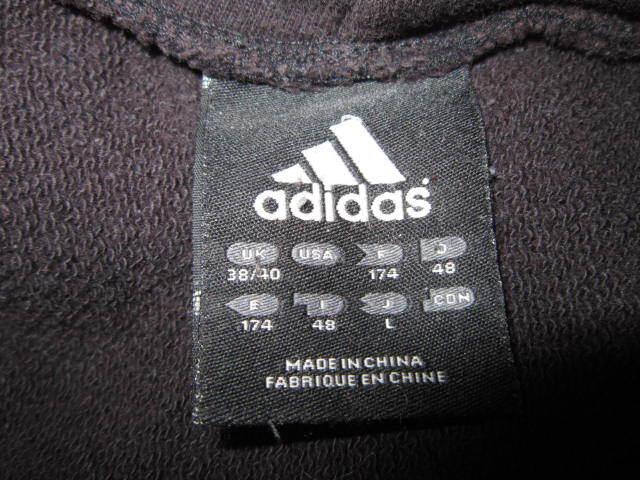 adidas
UK USA F D
38/40 174 48
E I J CDN
174 48 L
MADE IN CHINA
FABRIQUE EN CHINE